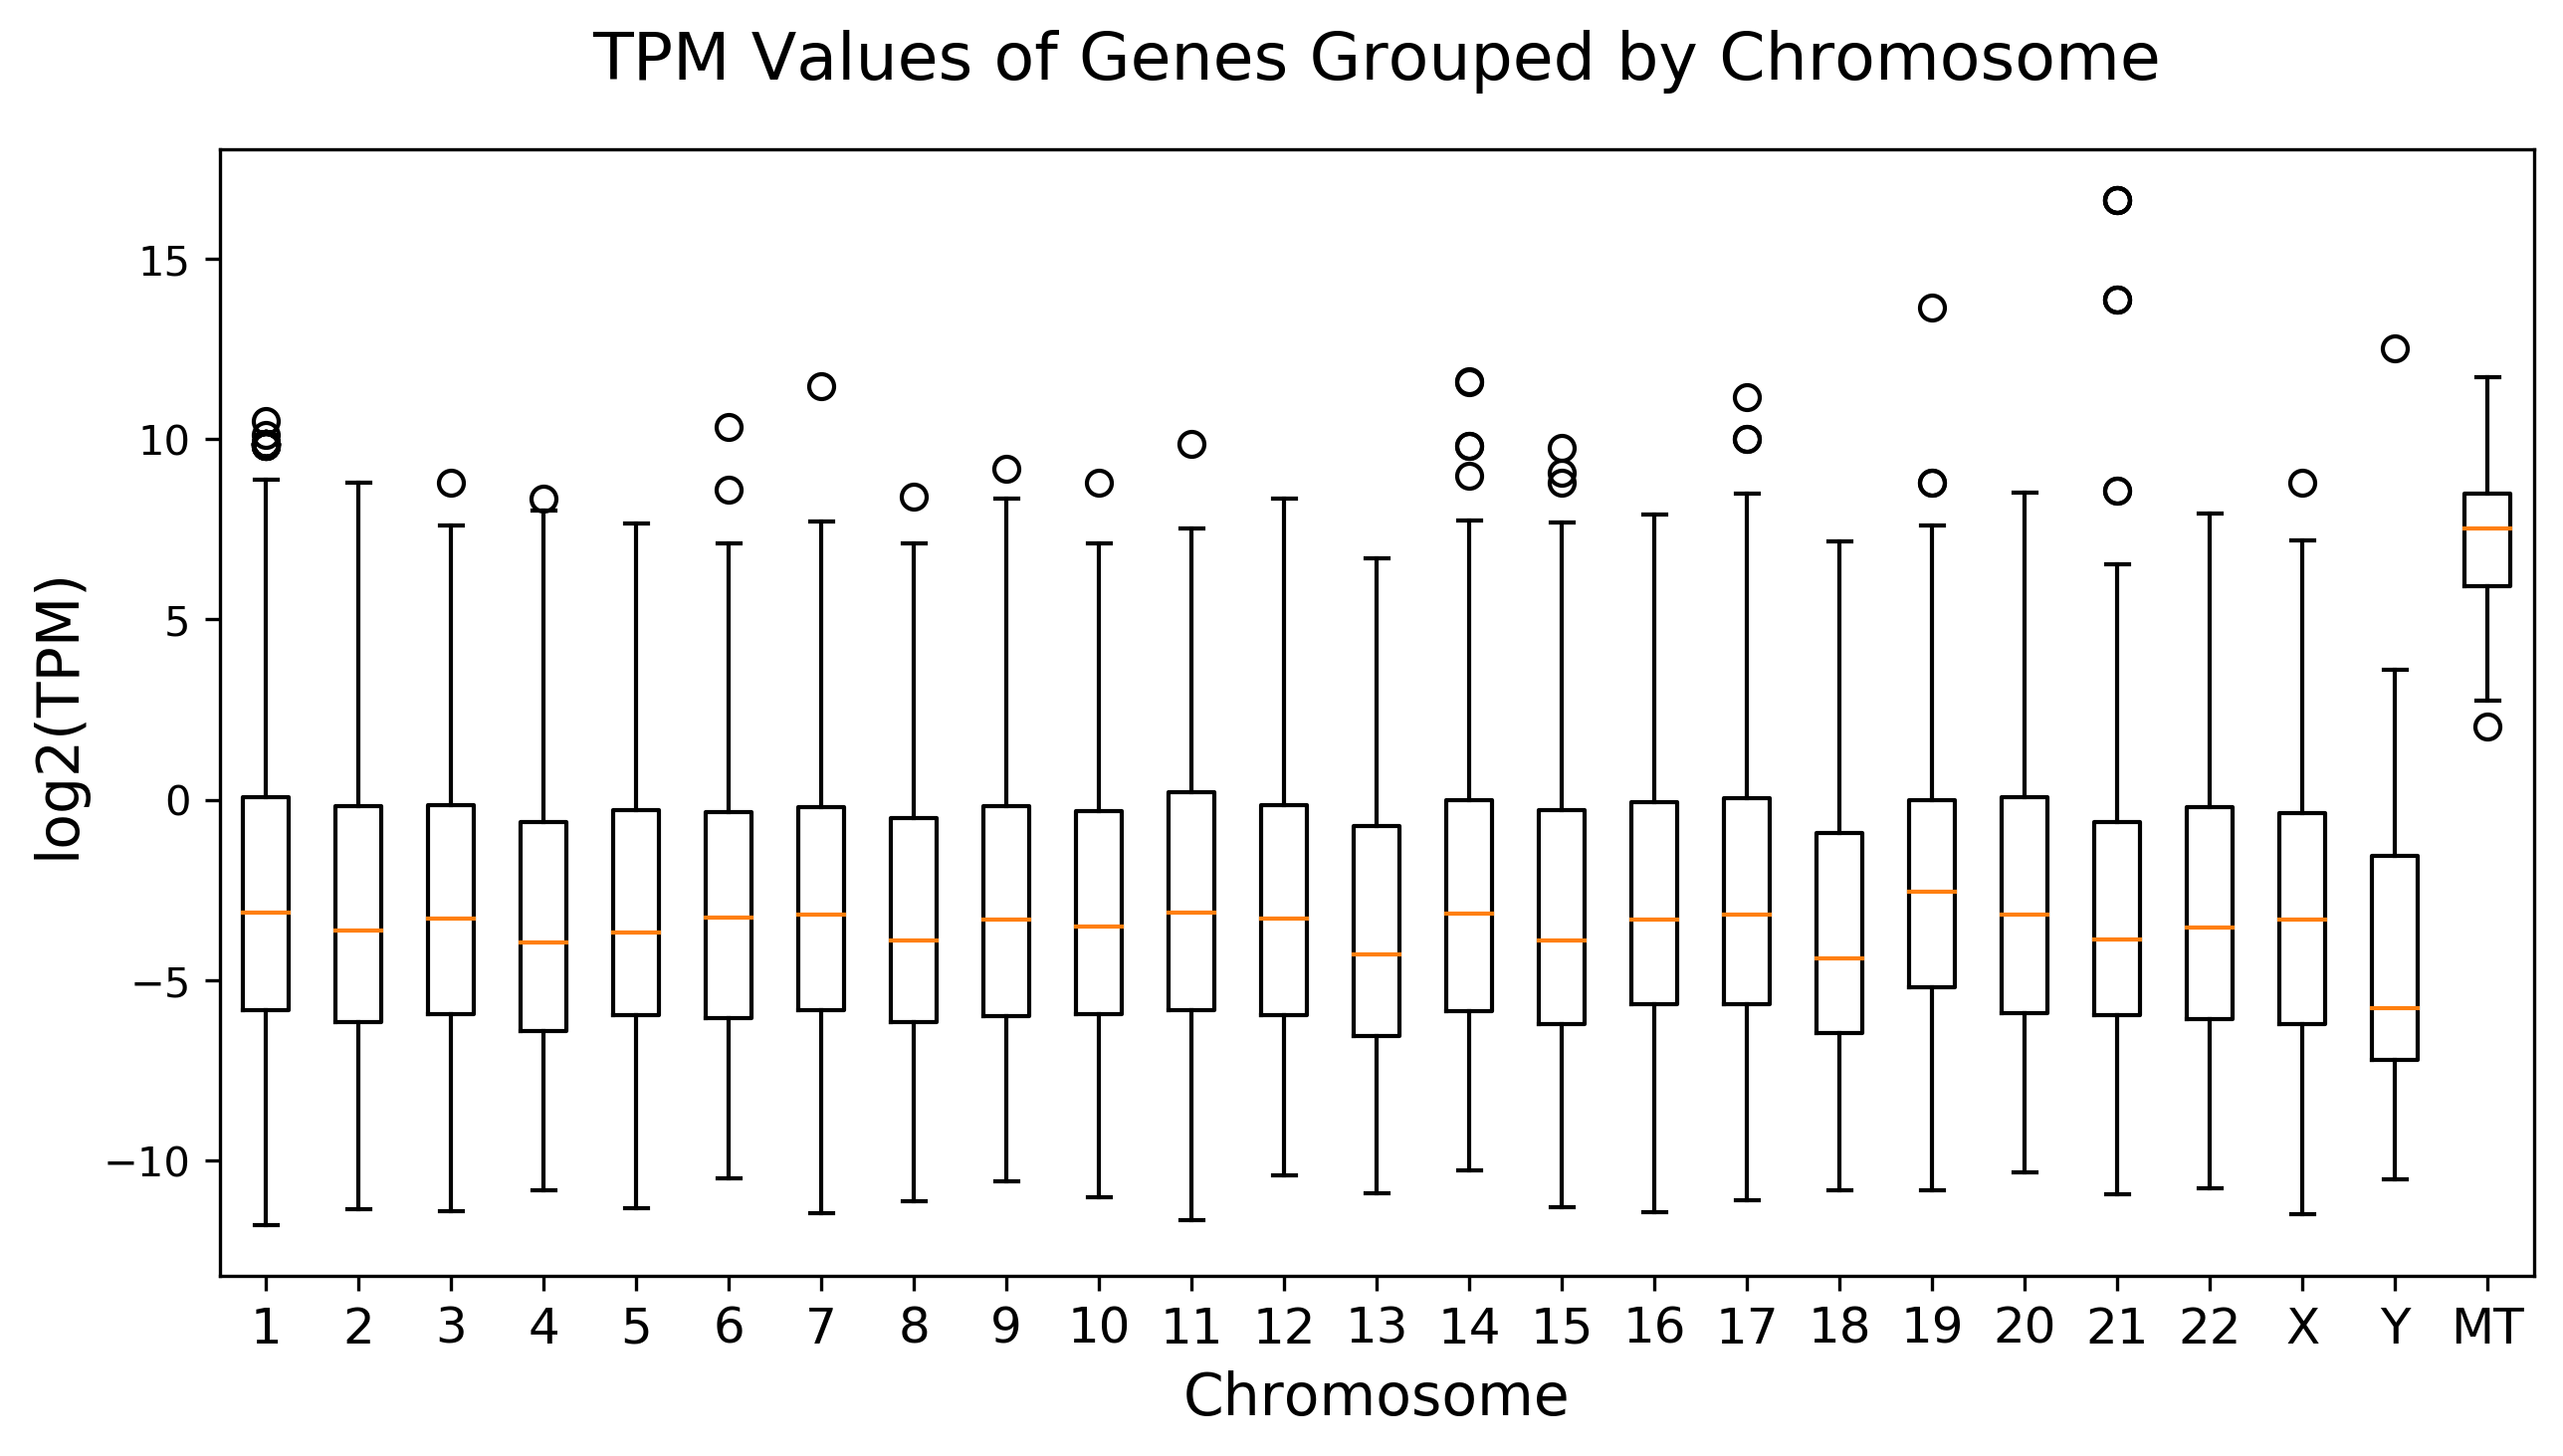 TPM Values of Genes Grouped by Chromosome
log2(TPM)
15
10
5
0
−5
−10
1 2 3 4 5 6 7 8 9 10 11 12 13 14 15 16 17 18 19 20 21 22 X Y MT
Chromosome